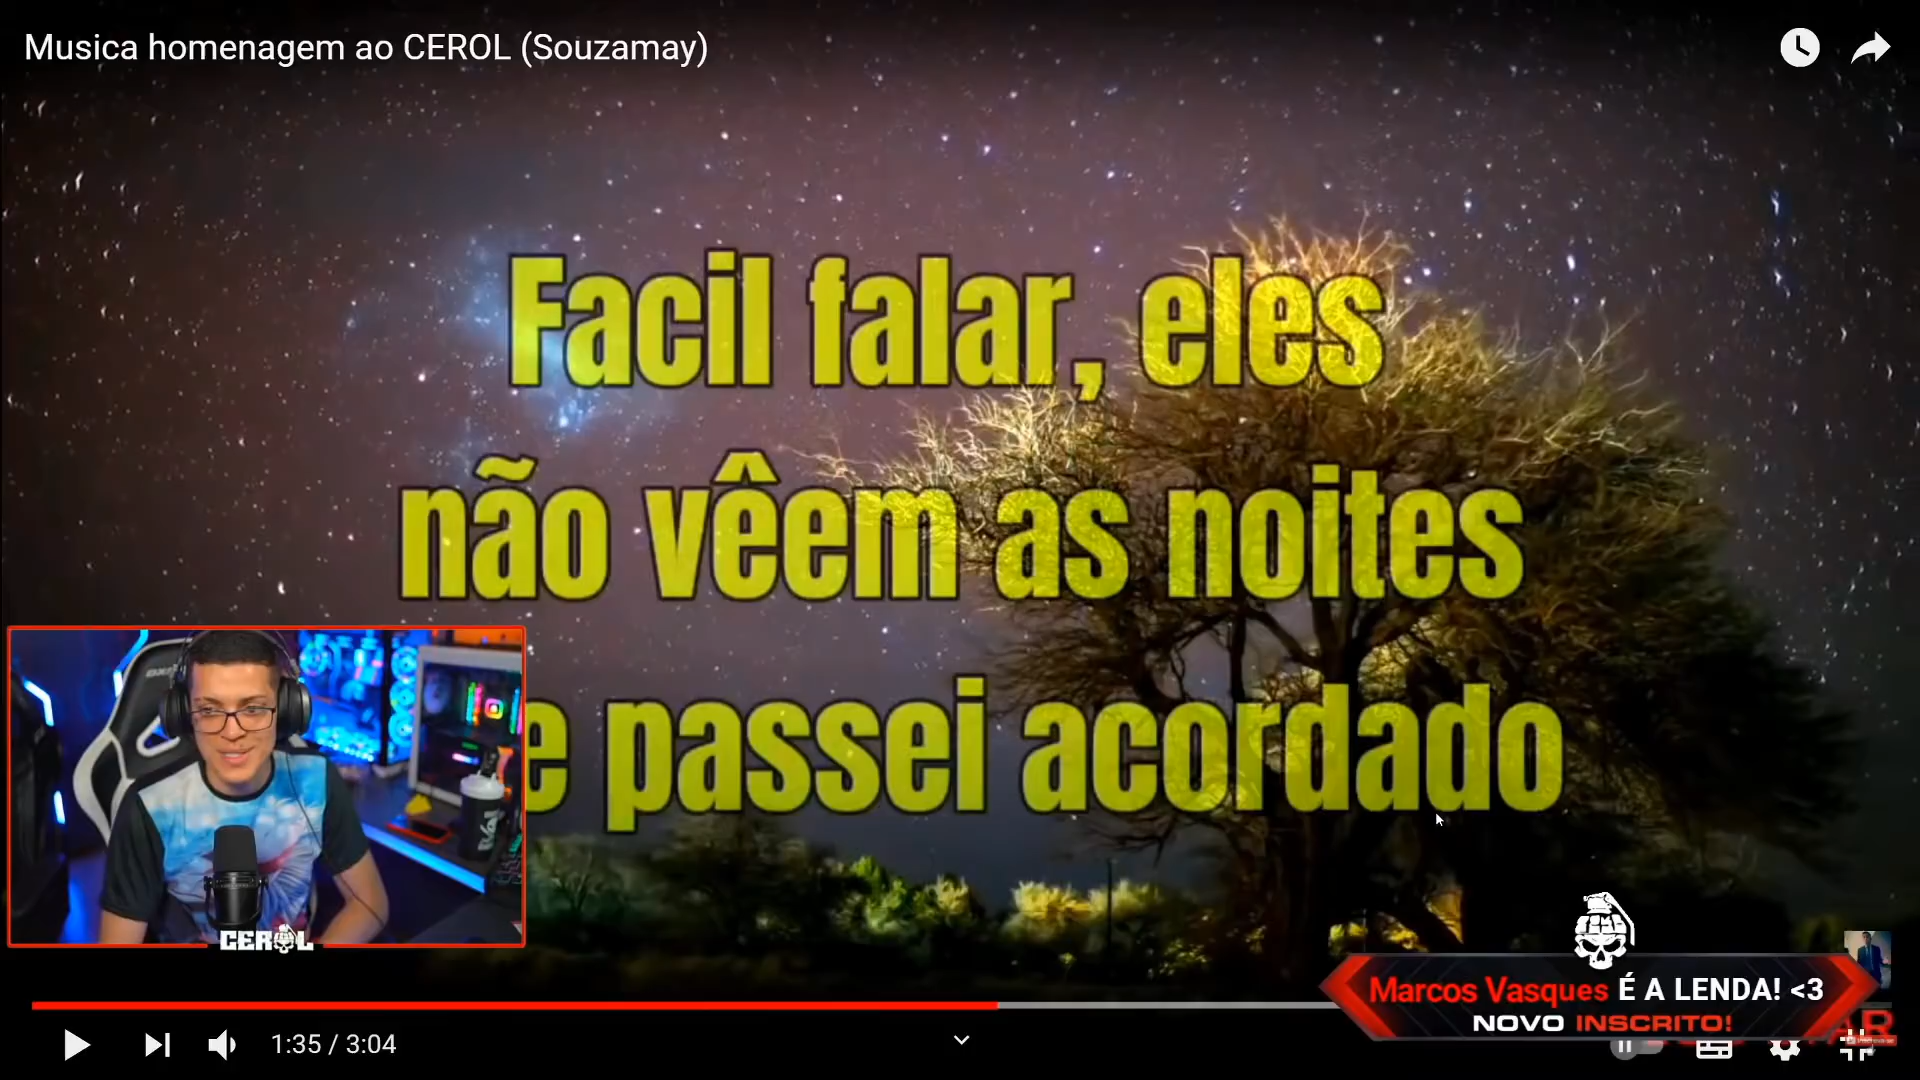 Musica homenagem ao CEROL (Souzamay)
Facil falar, eles
não vêem as noites
e passei acordado
CEROL
Marcos Vasques É A LENDA! <3
NOVO INSCRITO!
1:35 / 3:04